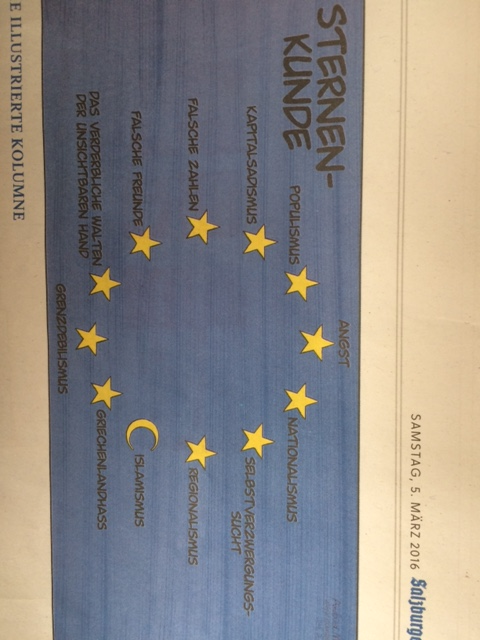 SAMSTAG, 5. MÄRZ 2016 Salzburge
STERNEN-
KUNDE
ANGST
POPULISMUS
NATIONALISMUS
KAPITALSADISMUS
SELBSTVERZWERGUNGS-
SUCHT
FALSCHE ZAHLEN
REGIONALISMUS
FALSCHE FREUNDE
ISLAMISMUS
DAS VERDERBLICHE WALTEN
DER UNSICHTBAREN HAND
GRIECHENLANDHASS
GRENZDEBILISMUS
E ILLUSTRIERTE KOLUMNE